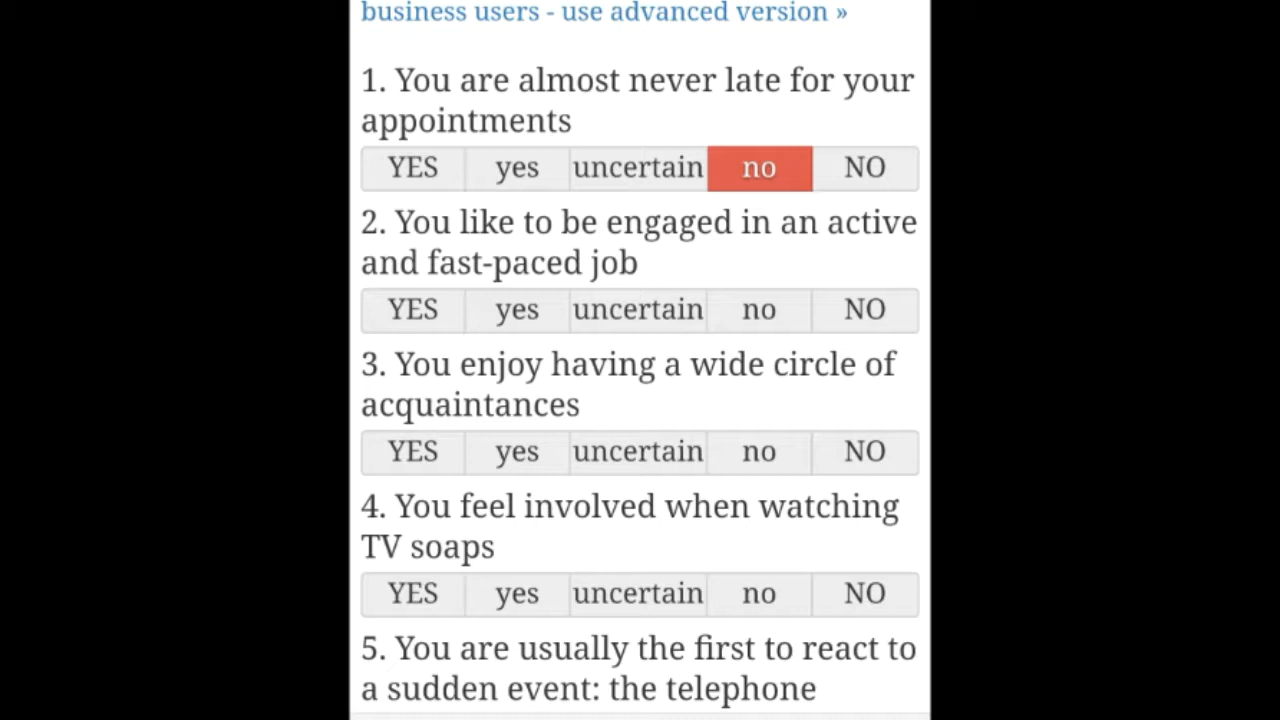 business users - use advanced version »
1. You are almost never late for your
appointments
YES yes uncertain no NO
2. You like to be engaged in an active
and fast-paced job
YES yes uncertain no NO
3. You enjoy having a wide circle of
acquaintances
YES yes uncertain no NO
4. You feel involved when watching
TV soaps
YES yes uncertain no NO
5. You are usually the first to react to
a sudden event: the telephone